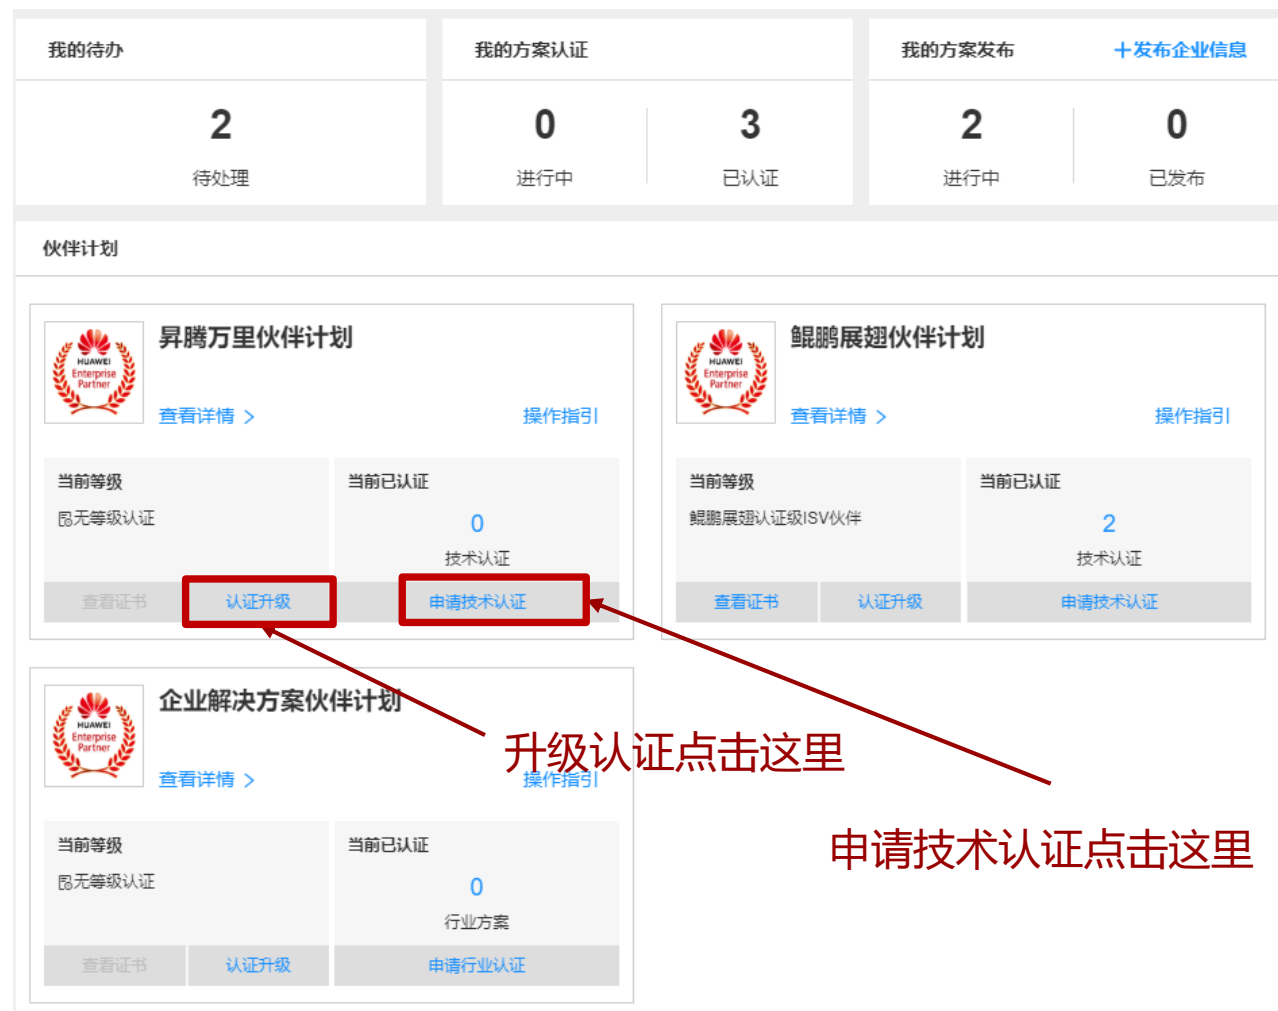 我的待办
我的方案认证
我的方案发布
+发布企业信息
2
待处理
0
进行中
3
已认证
2
进行中
0
已发布
伙伴计划
HUAWEI
Enterprise
Partner
昇腾万里伙伴计划
查看详情 >
操作指引
当前等级
无等级认证
当前已认证
0
技术认证
查看证书
认证升级
申请技术认证
HUAWEI
Enterprise
Partner
鲲鹏展翅伙伴计划
查看详情 >
操作指引
当前等级
鲲鹏展翅认证级ISV伙伴
当前已认证
2
技术认证
查看证书
认证升级
申请技术认证
HUAWEI
Enterprise
Partner
企业解决方案伙伴计划
查看详情 >
操作指引
当前等级
无等级认证
当前已认证
0
行业方案
查看证书
认证升级
申请行业认证
升级认证点击这里
申请技术认证点击这里